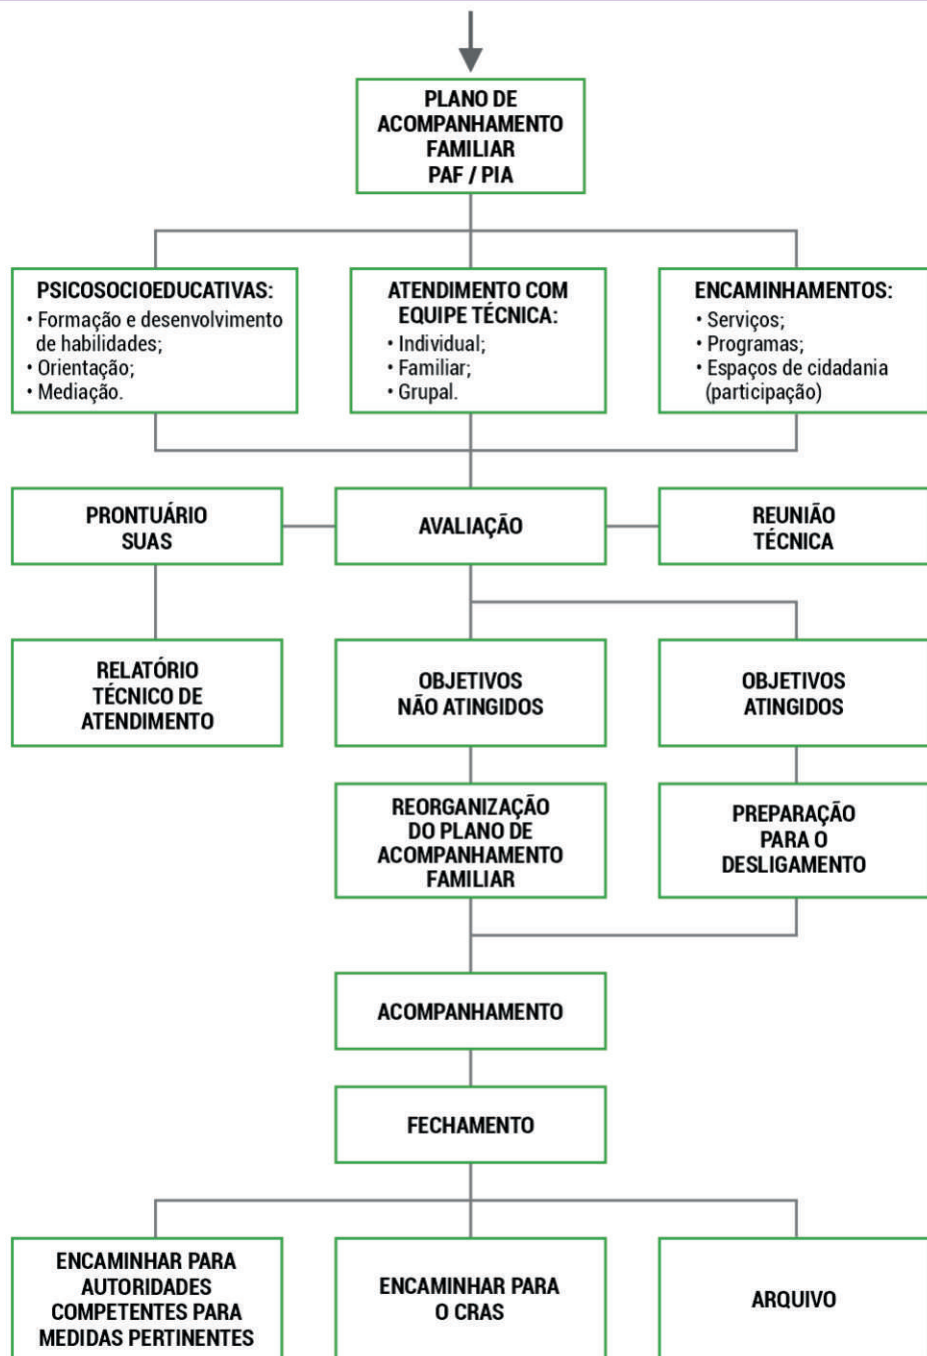 PLANO DE
ACOMPANHAMENTO
FAMILIAR
PAF / PIA
PSICOSOCIOEDUCATIVAS:
• Formação e desenvolvimento
de habilidades;
• Orientação;
• Mediação.
ATENDIMENTO COM
EQUIPE TÉCNICA:
• Individual;
• Familiar;
• Grupal.
ENCAMINHAMENTOS:
• Serviços;
• Programas;
• Espaços de cidadania
(participação)
PRONTUÁRIO
SUAS
AVALIAÇÃO
REUNIÃO
TÉCNICA
RELATÓRIO
TÉCNICO DE
ATENDIMENTO
OBJETIVOS
NÃO ATINGIDOS
OBJETIVOS
ATINGIDOS
REORGANIZAÇÃO
DO PLANO DE
ACOMPANHAMENTO
FAMILIAR
PREPARAÇÃO
PARA O
DESLIGAMENTO
ACOMPANHAMENTO
FECHAMENTO
ENCAMINHAR PARA
AUTORIDADES
COMPETENTES PARA
MEDIDAS PERTINENTES
ENCAMINHAR PARA
O CRAS
ARQUIVO